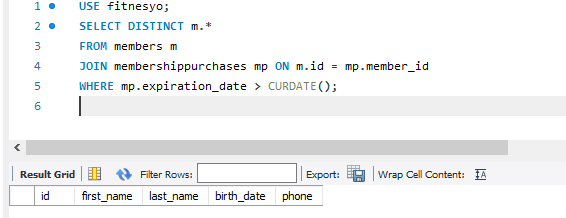 1 USE fitnesyo;
2 SELECT DISTINCT m.*
3 FROM members m
4 JOIN membershippurchases mp ON m.id = mp.member_id
5 WHERE mp.expiration_date > CURDATE();
6
Result Grid Filter Rows: Export: Wrap Cell Content: IA
id first_name last_name birth_date phone